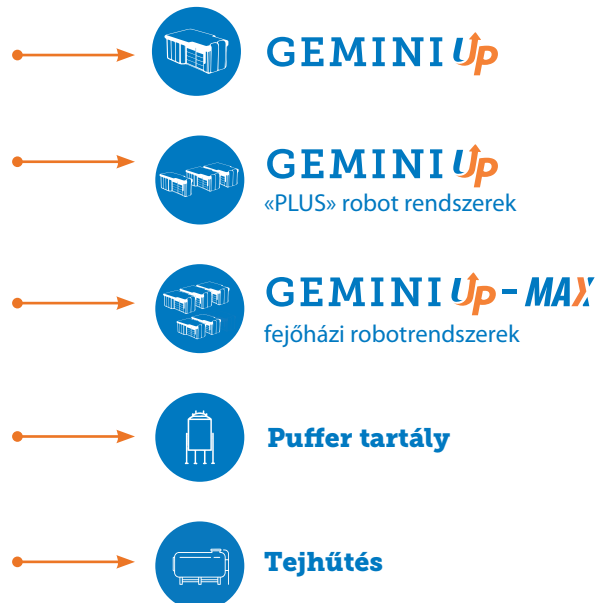 GEMINI Up
GEMINI Up
«PLUS» robot rendszerek
GEMINI Up - MAX
fejőházi robotrendszerek
Puffer tartály
Tejhűtés